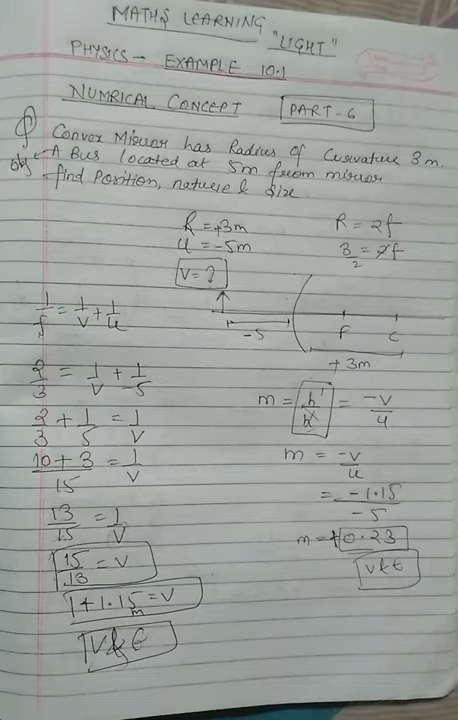 MATHS LEARNING
"LIGHT"
PHYSICS → EXAMPLE 10.1
NUMRICAL CONCEPT PART-6
Q Convex Mirror has Radius of Curvature 3m.
obj ← A Bus located at 5m from mirror
find Position, nature & Size.
R = +3m
u = -5m
V = ?
R = 2f
3/2 = 2f
-5
F
C
+3m
1/f = 1/v + 1/u
2/3 = 1/v + 1/-5
2/3 + 1/5 = 1/v
10 + 3/15 = 1/v
13/15 = 1/v
15/13 = v
+1.15m = v
V & E
m = h'/h = -v/u
m = -v/u
= -1.15/-5
m = +0.23
V & E